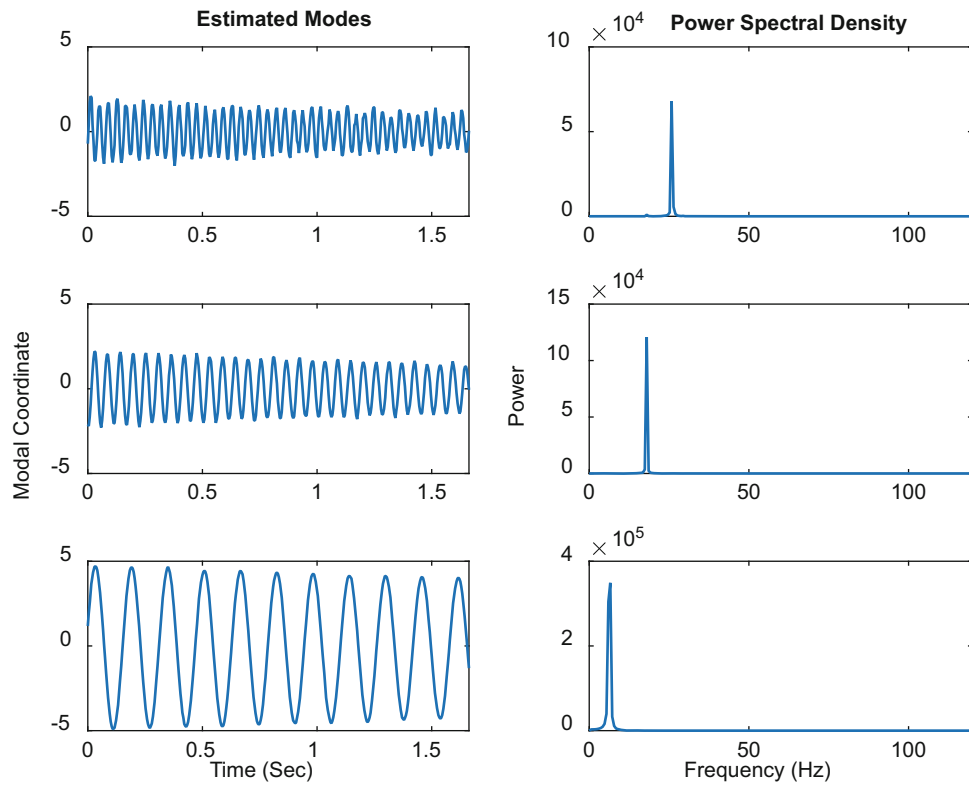 Estimated Modes
5
0
-5
0 0.5 1 1.5
5
0
-5
0 0.5 1 1.5
5
0
-5
0 0.5 1 1.5
Modal Coordinate
Time (Sec)
Power Spectral Density
× 10^4
10
5
0
0 50 100
× 10^4
15
10
5
0
0 50 100
× 10^5
4
2
0
0 50 100
Power
Frequency (Hz)